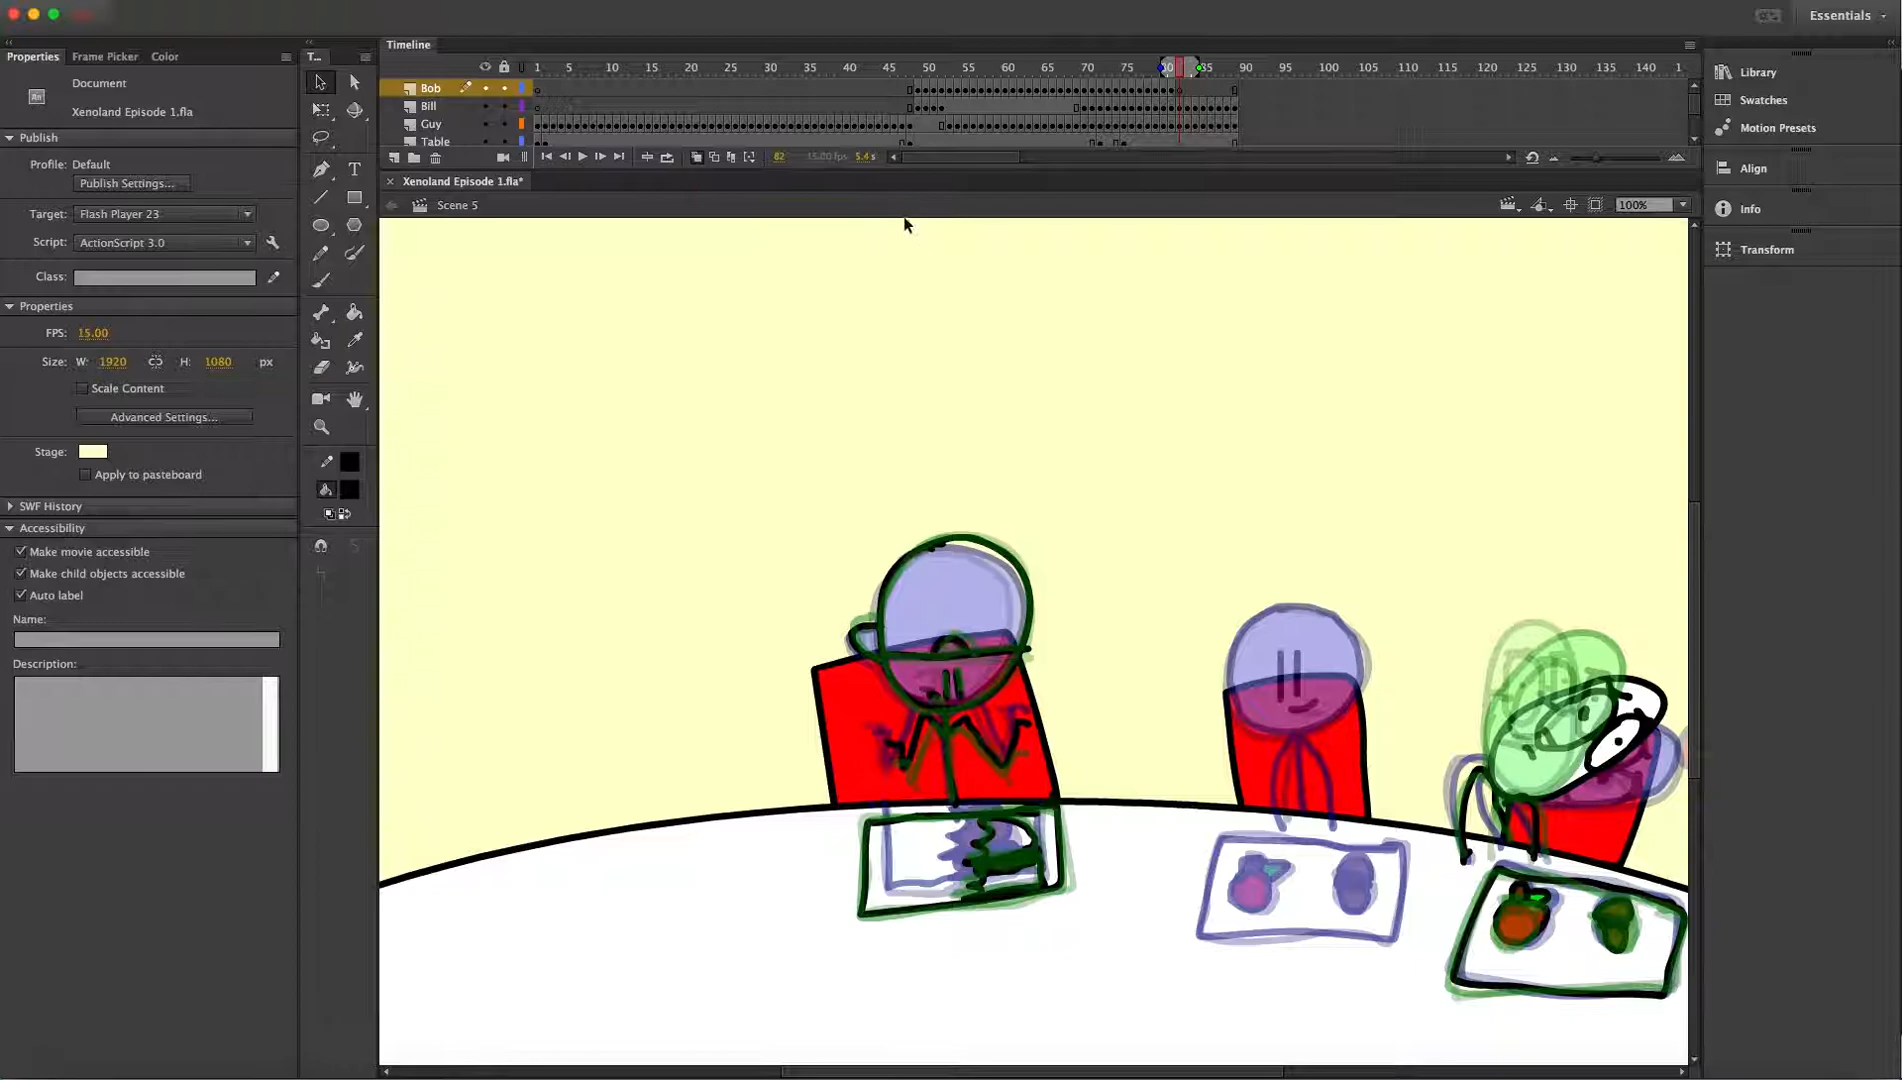 Essentials
Properties Frame Picker Color
T...
Timeline
1 5 10 15 20 25 30 35 40 45 50 55 60 65 70 75 80 85 90 95 100 105 110 115 120 125 130 135 140 1
Document
Xenoland Episode 1.fla
Bob
Bill
Guy
Table
82 15.00 fps 5.4 s
Publish
Profile: Default
Publish Settings...
Target: Flash Player 23
Script: ActionScript 3.0
Class:
Xenoland Episode 1.fla*
Scene 5
100%
Properties
FPS: 15.00
Size: W: 1920 H: 1080 px
Scale Content
Advanced Settings...
Stage:
Apply to pasteboard
SWF History
Accessibility
Make movie accessible
Make child objects accessible
Auto label
Name:
Description:
Library
Swatches
Motion Presets
Align
Info
Transform